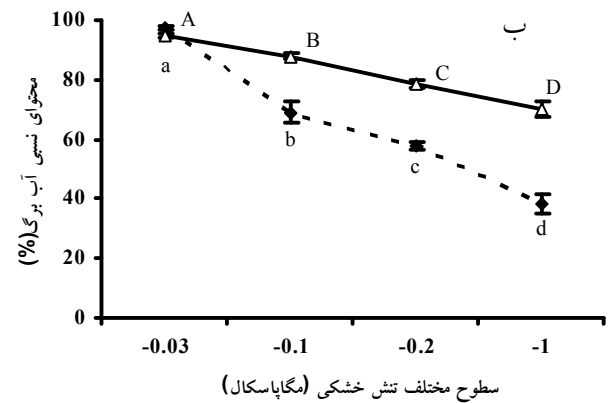 ب
100
80
60
40
20
0
محتوای نسبی آب برگ(%)
A
B
C
D
a
b
c
d
-0.03 -0.1 -0.2 -1
سطوح مختلف تنش خشکی (مگاپاسکال)